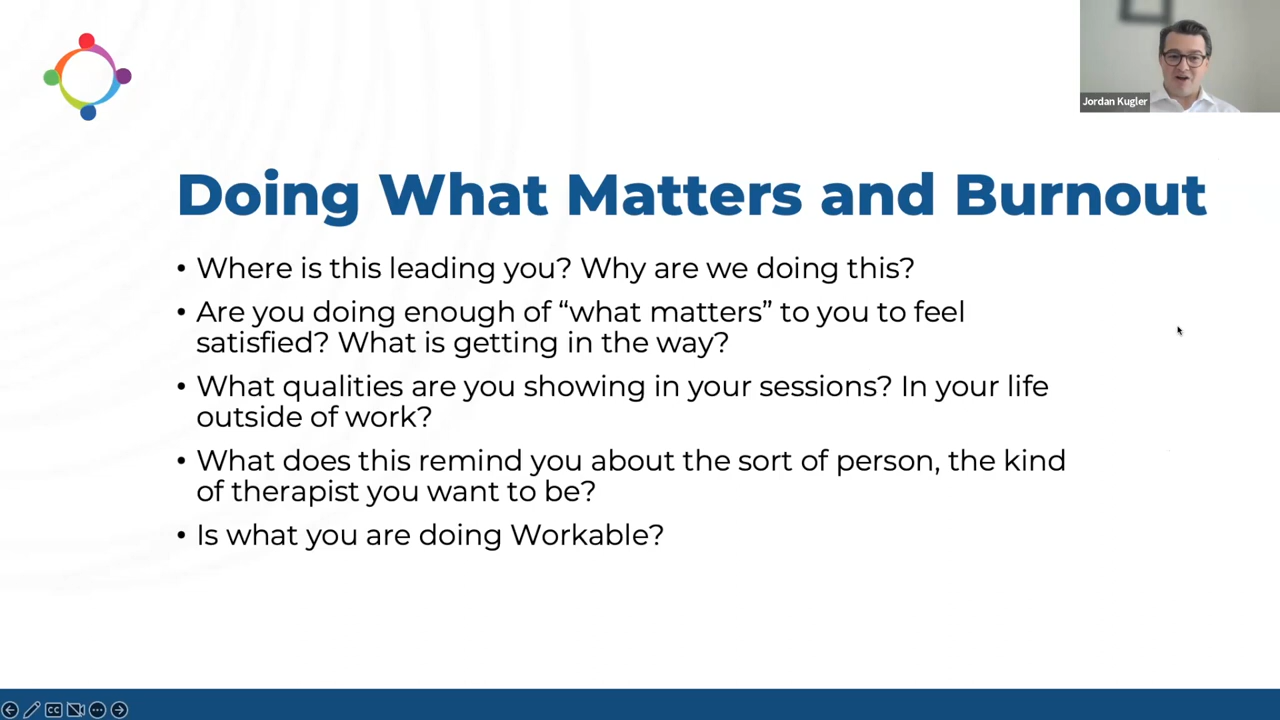 Jordan Kugler
Doing What Matters and Burnout
• Where is this leading you? Why are we doing this?
• Are you doing enough of “what matters” to you to feel
satisfied? What is getting in the way?
• What qualities are you showing in your sessions? In your life
outside of work?
• What does this remind you about the sort of person, the kind
of therapist you want to be?
• Is what you are doing Workable?
CC